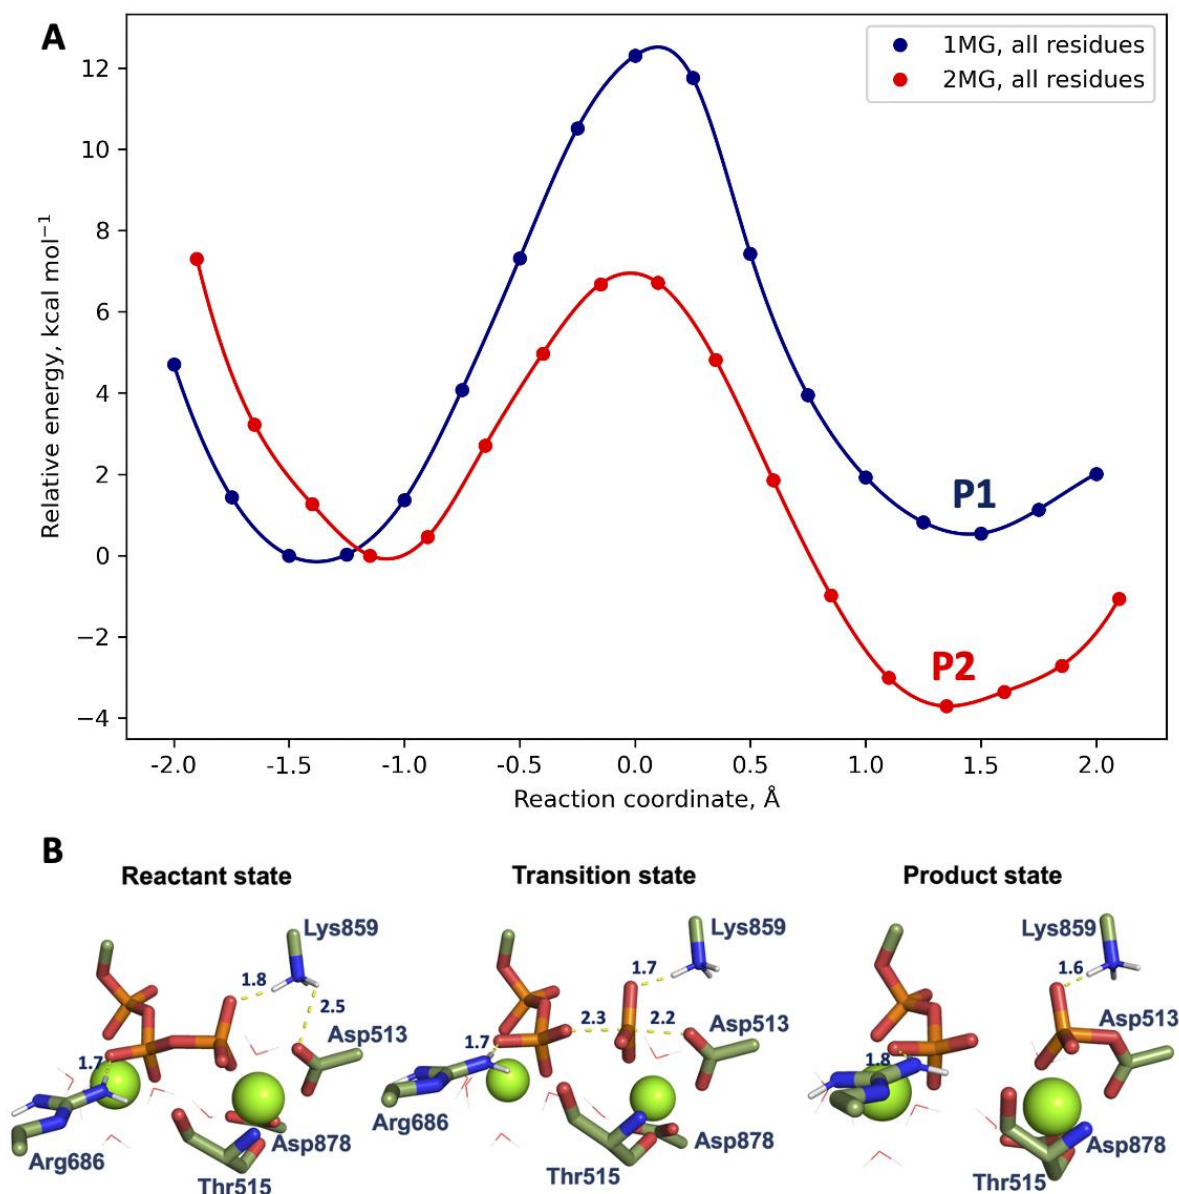 A
1MG, all residues
2MG, all residues
Relative energy, kcal mol⁻¹
12
10
8
6
4
2
0
−2
−4
P1
P2
-2.0 -1.5 -1.0 -0.5 0.0 0.5 1.0 1.5 2.0
Reaction coordinate, Å
B
Reactant state Transition state Product state
Lys859 Lys859 Lys859
1.8 1.7 1.6
2.5
Asp513 2.3 2.2 Asp513 Asp513
1.7 1.7 1.8
Arg686 Arg686
Asp878 Asp878 Asp878
Thr515 Thr515 Thr515